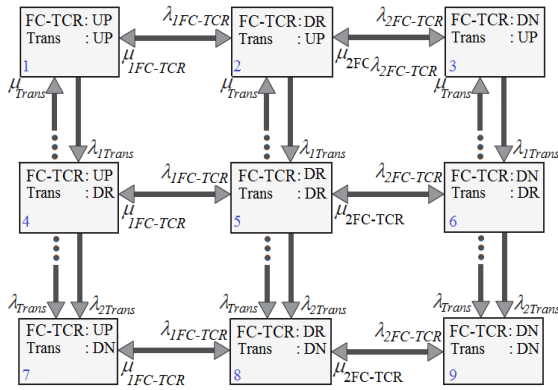 λ1FC-TCR λ2FC-TCR
FC-TCR: UP FC-TCR: DR FC-TCR: DN
Trans : UP Trans : UP Trans : UP
1 μ1FC-TCR 2 μ2FC λ2FC-TCR 3
μTrans μTrans μTrans
λ1Trans λ1Trans λ1Trans
FC-TCR: UP λ1FC-TCR FC-TCR: DR λ2FC-TCR FC-TCR: DN
Trans : DR Trans : DR Trans : DR
4 μ1FC-TCR 5 μ2FC-TCR 6
λTrans λ2Trans λTrans λ2Trans λTrans λ2Trans
FC-TCR: UP λ1FC-TCR FC-TCR: DR λ2FC-TCR FC-TCR: DN
Trans : DN Trans : DN Trans : DN
7 μ1FC-TCR 8 μ2FC-TCR 9